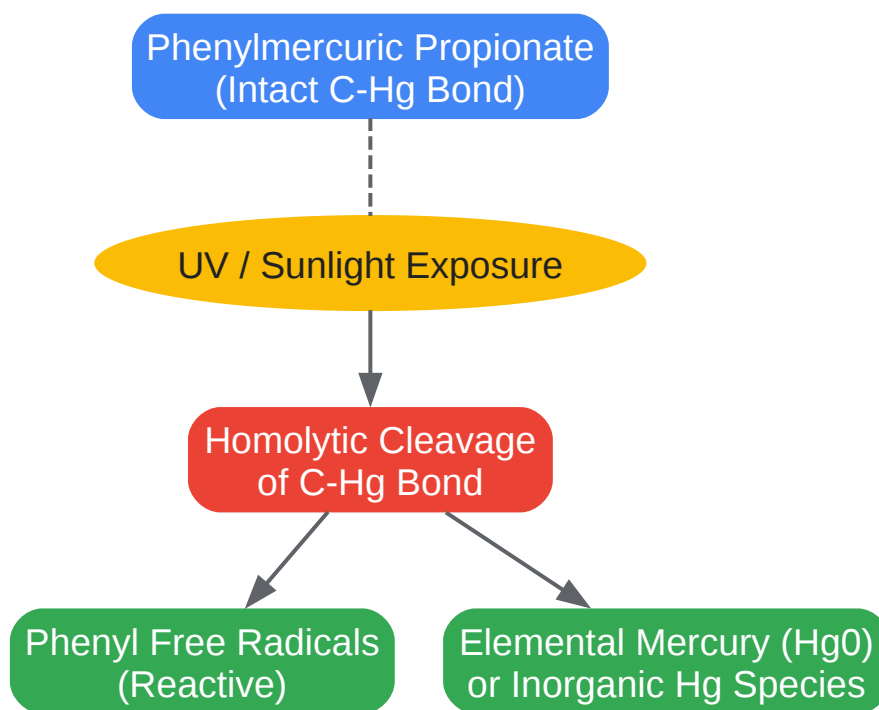 Phenylmercuric Propionate
(Intact C-Hg Bond)
UV / Sunlight Exposure
Homolytic Cleavage
of C-Hg Bond
Phenyl Free Radicals
(Reactive)
Elemental Mercury (Hg0)
or Inorganic Hg Species